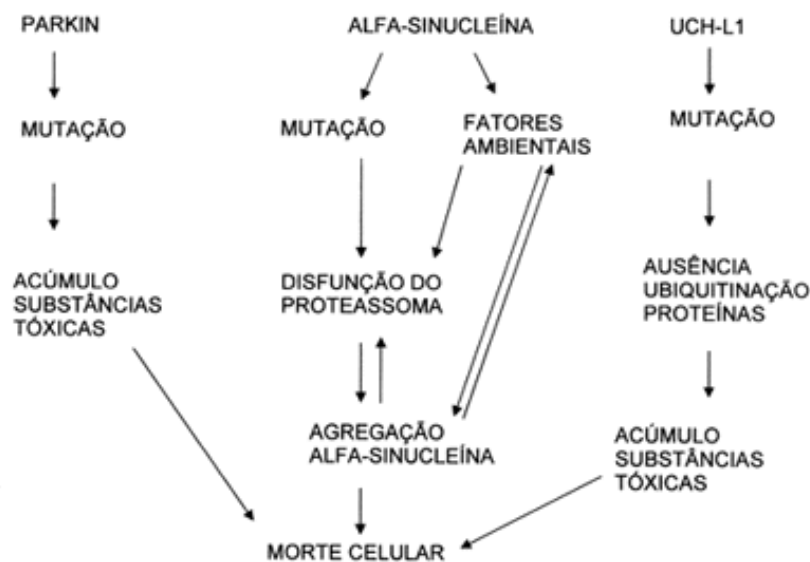 PARKIN
ALFA-SINUCLEÍNA
UCH-L1
MUTAÇÃO
MUTAÇÃO
FATORES
AMBIENTAIS
MUTAÇÃO
ACÚMULO
SUBSTÂNCIAS
TÓXICAS
DISFUNÇÃO DO
PROTEASSOMA
AUSÊNCIA
UBIQUITINAÇÃO
PROTEÍNAS
AGREGAÇÃO
ALFA-SINUCLEÍNA
ACÚMULO
SUBSTÂNCIAS
TÓXICAS
MORTE CELULAR